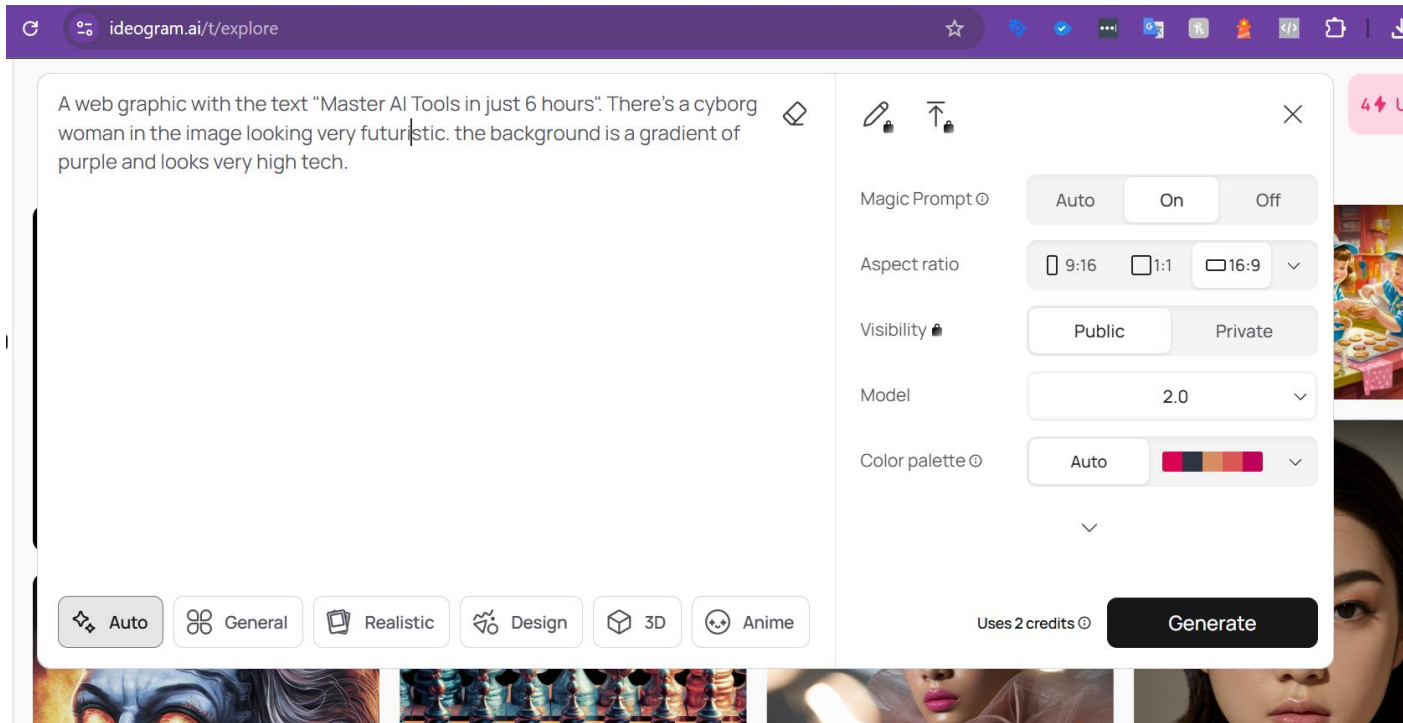 ideogram.ai/t/explore
A web graphic with the text "Master AI Tools in just 6 hours". There's a cyborg
woman in the image looking very futuristic. the background is a gradient of
purple and looks very high tech.
4
Magic Prompt
Auto On Off
Aspect ratio
9:16 1:1 16:9
Visibility
Public Private
Model
2.0
Color palette
Auto
Auto General Realistic Design 3D Anime
Uses 2 credits
Generate